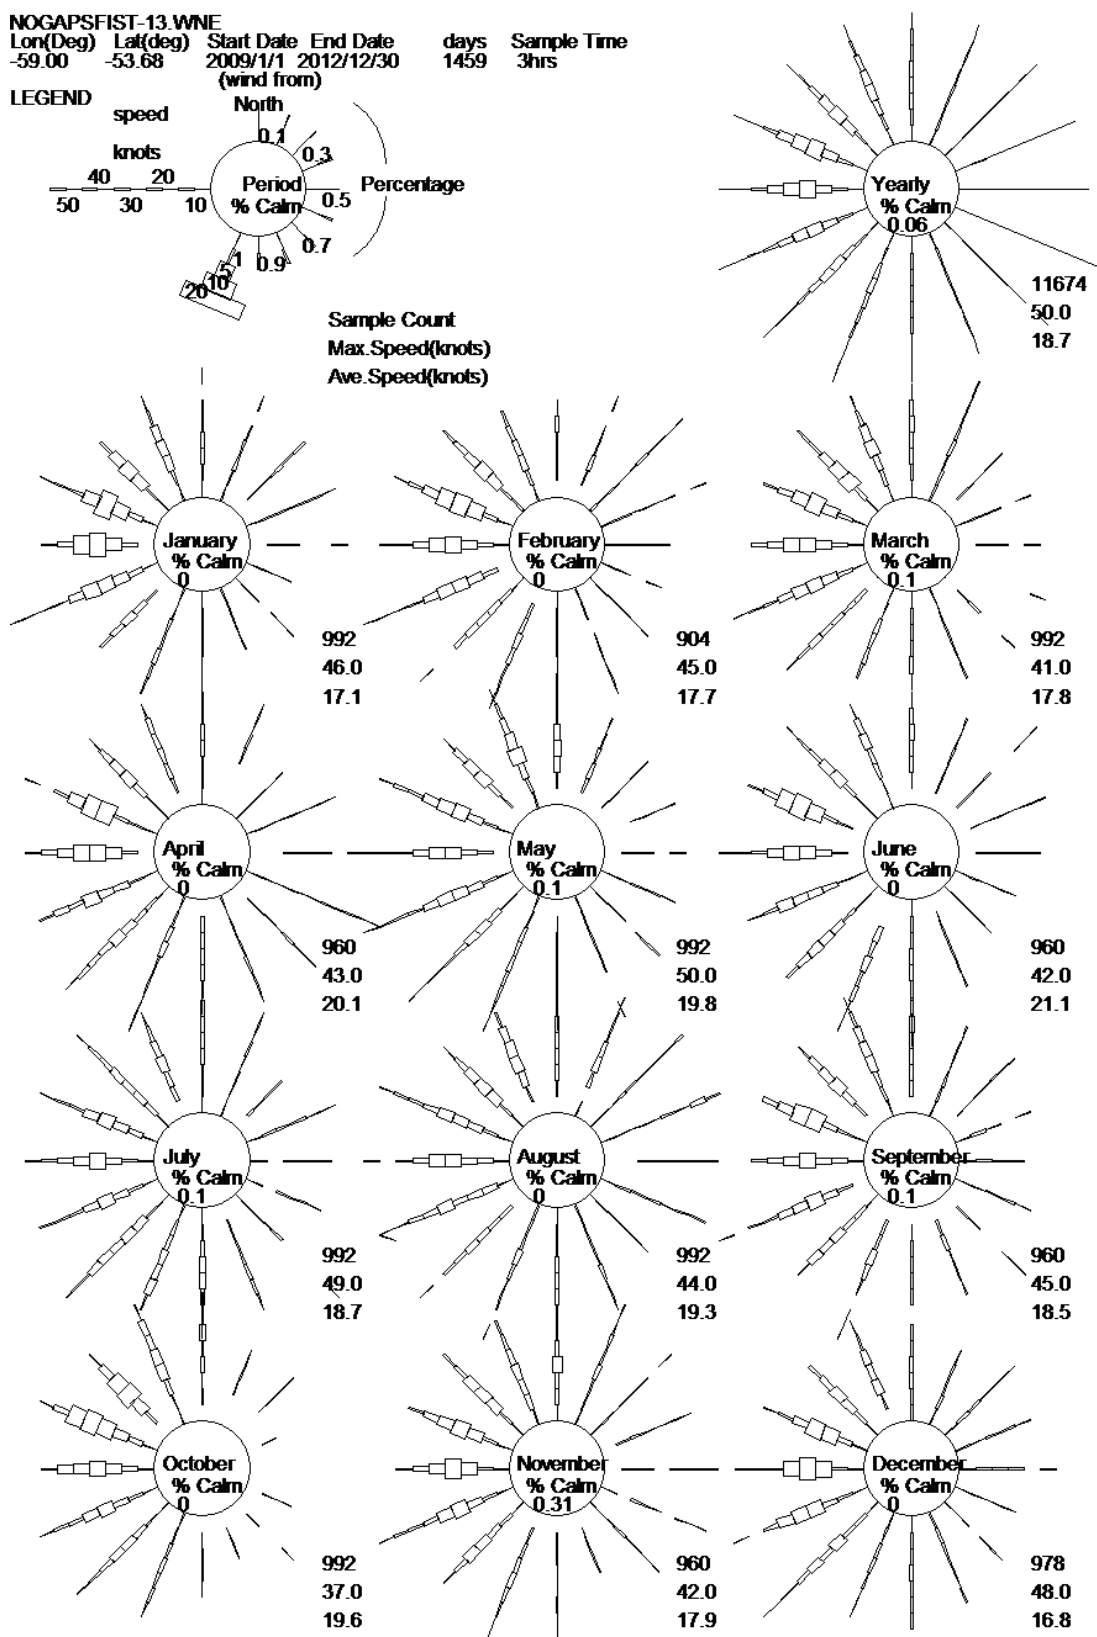 NOGAPSFIST-13.WNE
Lon(Deg) Lat(deg) Start Date End Date days Sample Time
-59.00 -53.68 2009/1/1 2012/12/30 1459 3hrs
(wind from)
LEGEND
North
speed
knots
0.1
0.3
0.5
0.7
0.9
1
5
10
20
40 20
50 30 10
Period
% Calm
Percentage
Sample Count
Max.Speed(knots)
Ave.Speed(knots)
Yearly
% Calm
0.06
11674
50.0
18.7
January
% Calm
0
992
46.0
17.1
February
% Calm
0
904
45.0
17.7
March
% Calm
0.1
992
41.0
17.8
April
% Calm
0
960
43.0
20.1
May
% Calm
0.1
992
50.0
19.8
June
% Calm
0
960
42.0
21.1
July
% Calm
0.1
992
49.0
18.7
August
% Calm
0
992
44.0
19.3
September
% Calm
0.1
960
45.0
18.5
October
% Calm
0
992
37.0
19.6
November
% Calm
0.31
960
42.0
17.9
December
% Calm
0
978
48.0
16.8